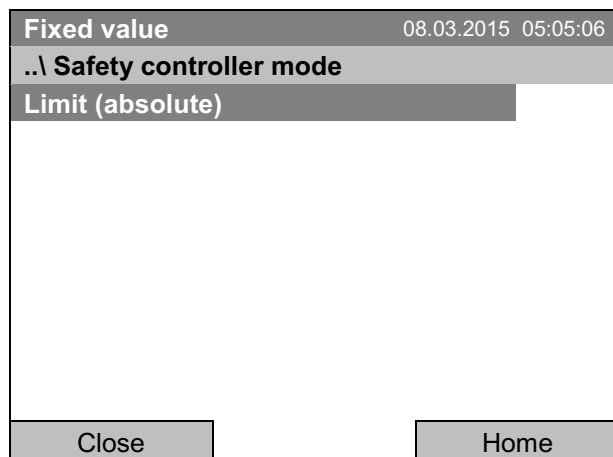 Fixed value 08.03.2015 05:05:06
..\ Safety controller mode
Limit (absolute)
Close Home